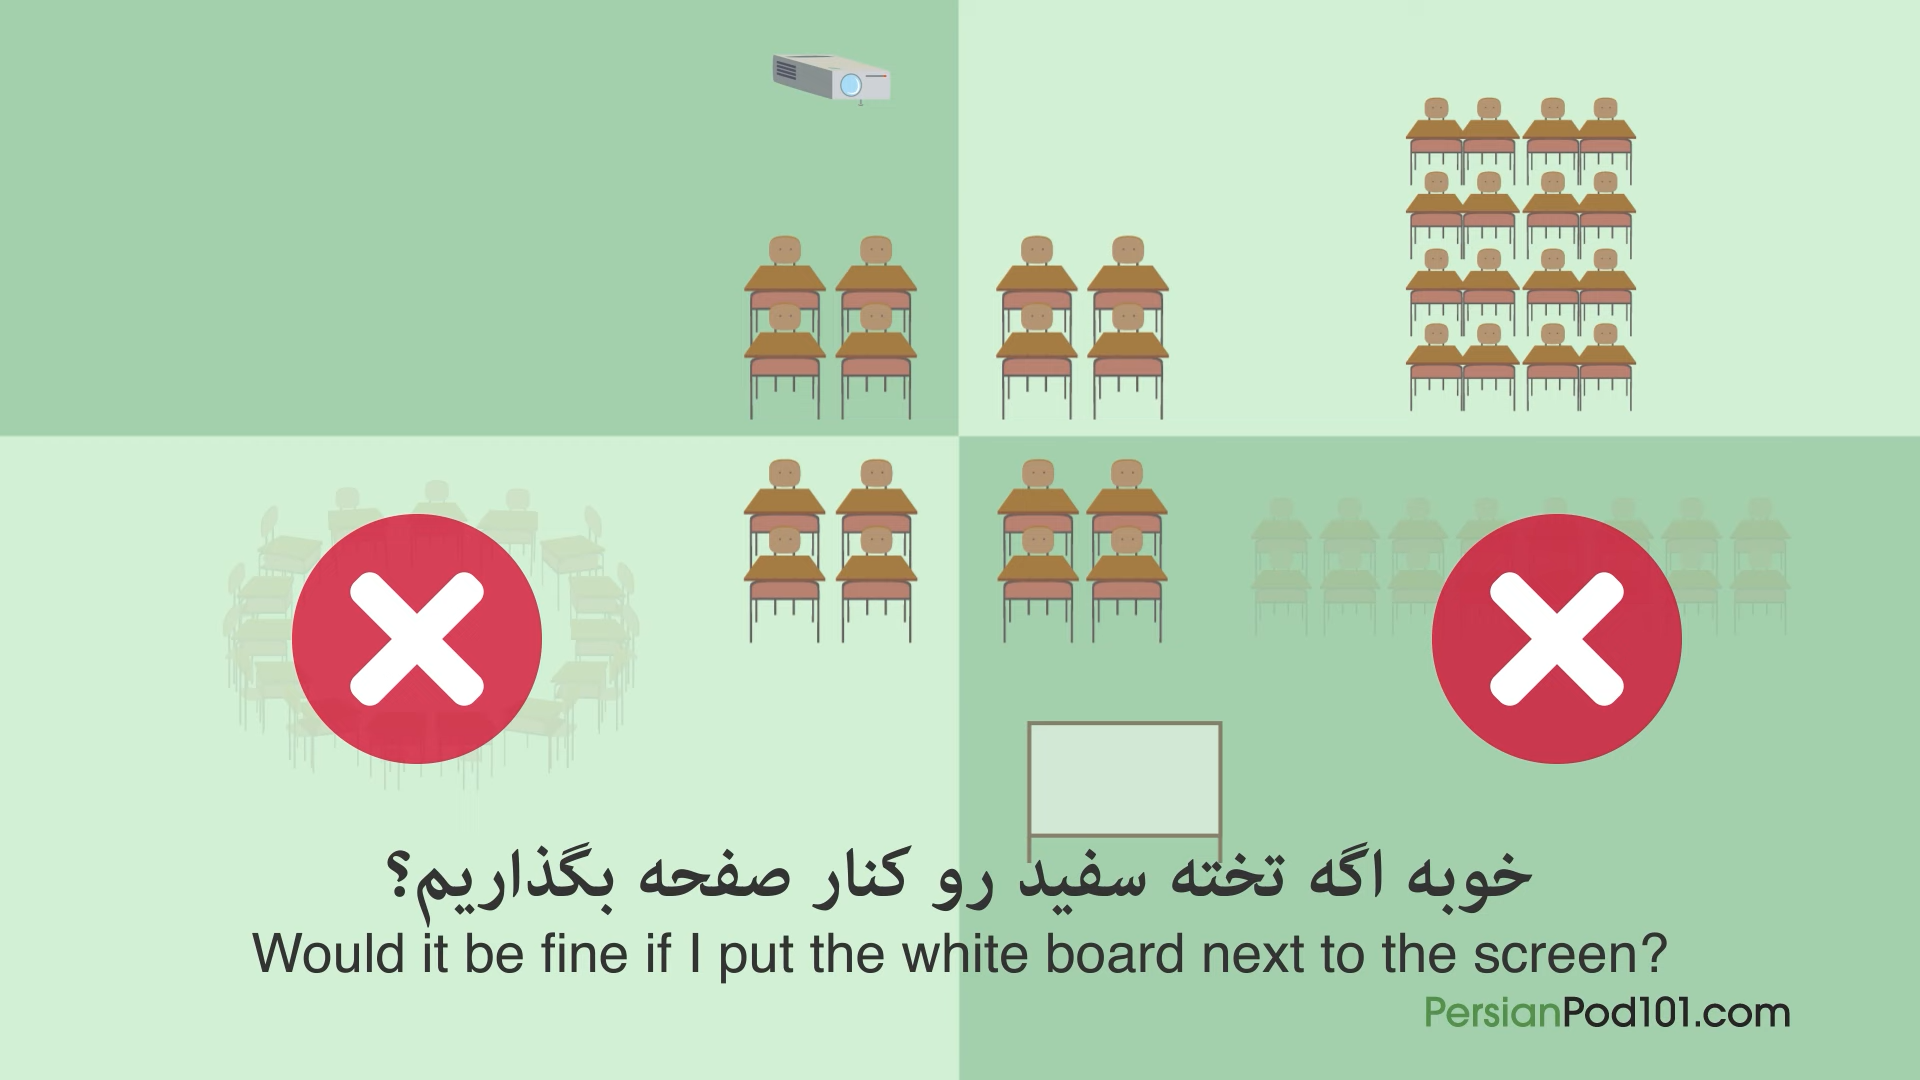 خوبه اگه تخته سفید رو کنار صفحه بگذاریم؟
Would it be fine if I put the white board next to the screen?
PersianPod101.com